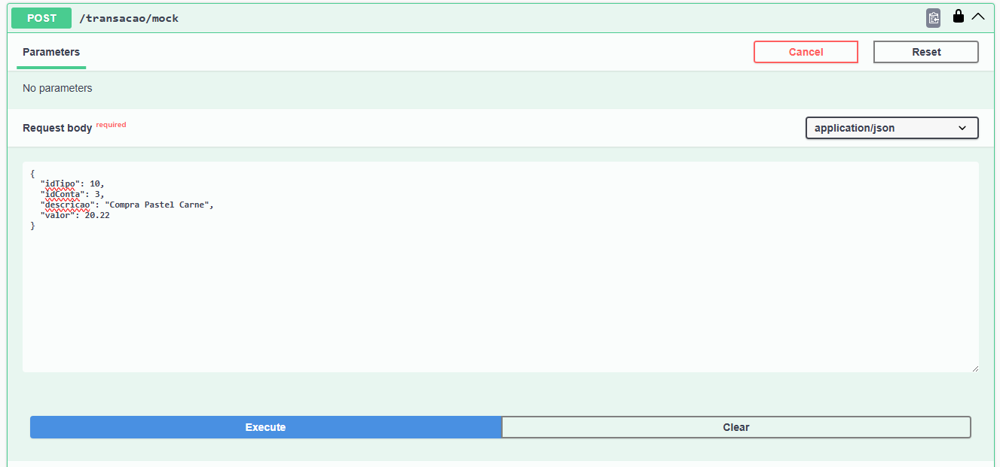 POST /transacao/mock
Parameters
Cancel
Reset
No parameters
Request body required
application/json
{
  "idTipo": 10,
  "idConta": 3,
  "descricao": "Compra Pastel Carne",
  "valor": 20.22
}
Execute
Clear